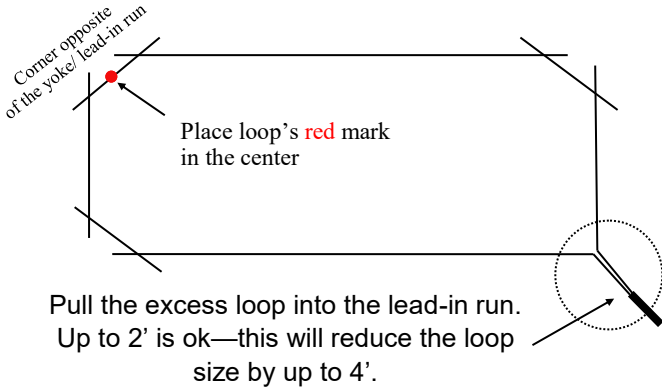 Corner opposite
of the yoke/ lead-in run
Place loop’s red mark
in the center
Pull the excess loop into the lead-in run.
Up to 2’ is ok—this will reduce the loop
size by up to 4’.